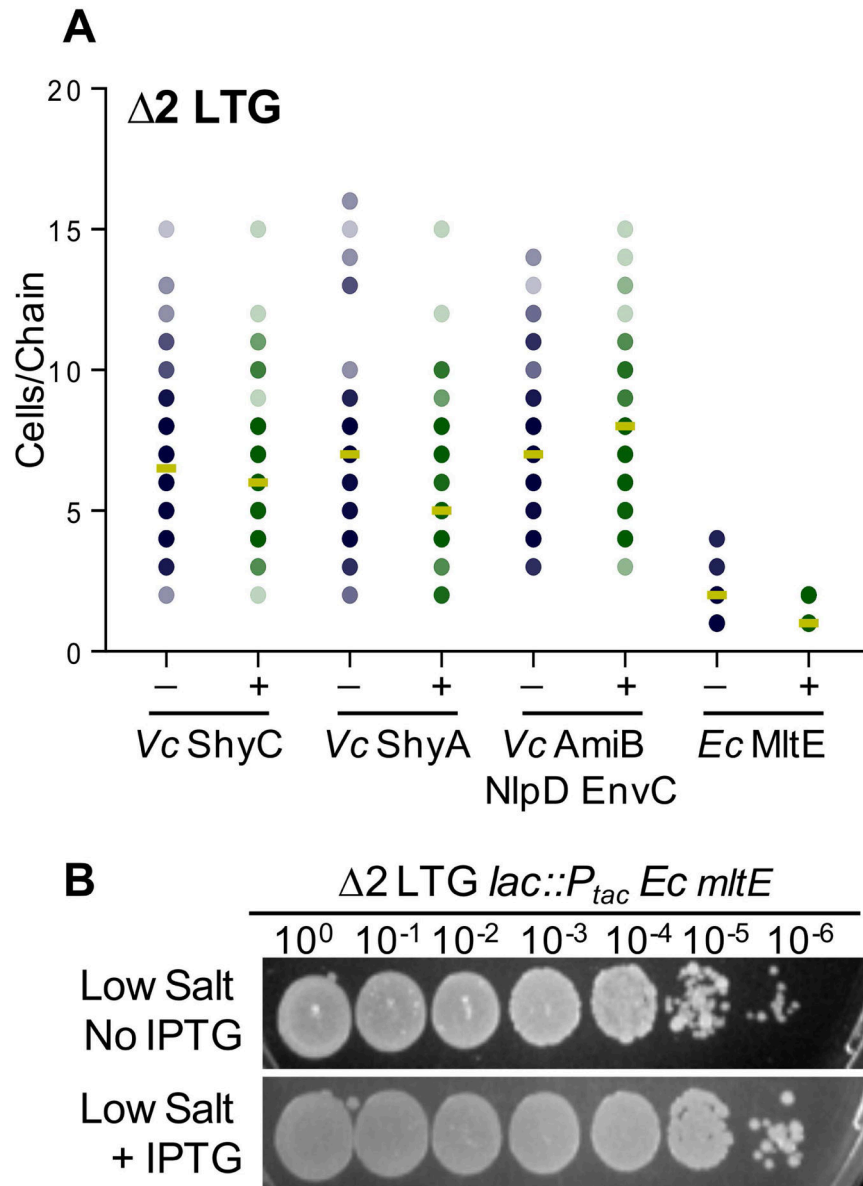 A
Δ2 LTG
20
15
10
5
0
Cells/Chain
– + – + – + – +
Vc ShyC Vc ShyA Vc AmiB Ec MltE
NlpD EnvC
B
Δ2 LTG lac::Ptac Ec mltE
10⁰ 10⁻¹ 10⁻² 10⁻³ 10⁻⁴ 10⁻⁵ 10⁻⁶
Low Salt
No IPTG
Low Salt
+ IPTG